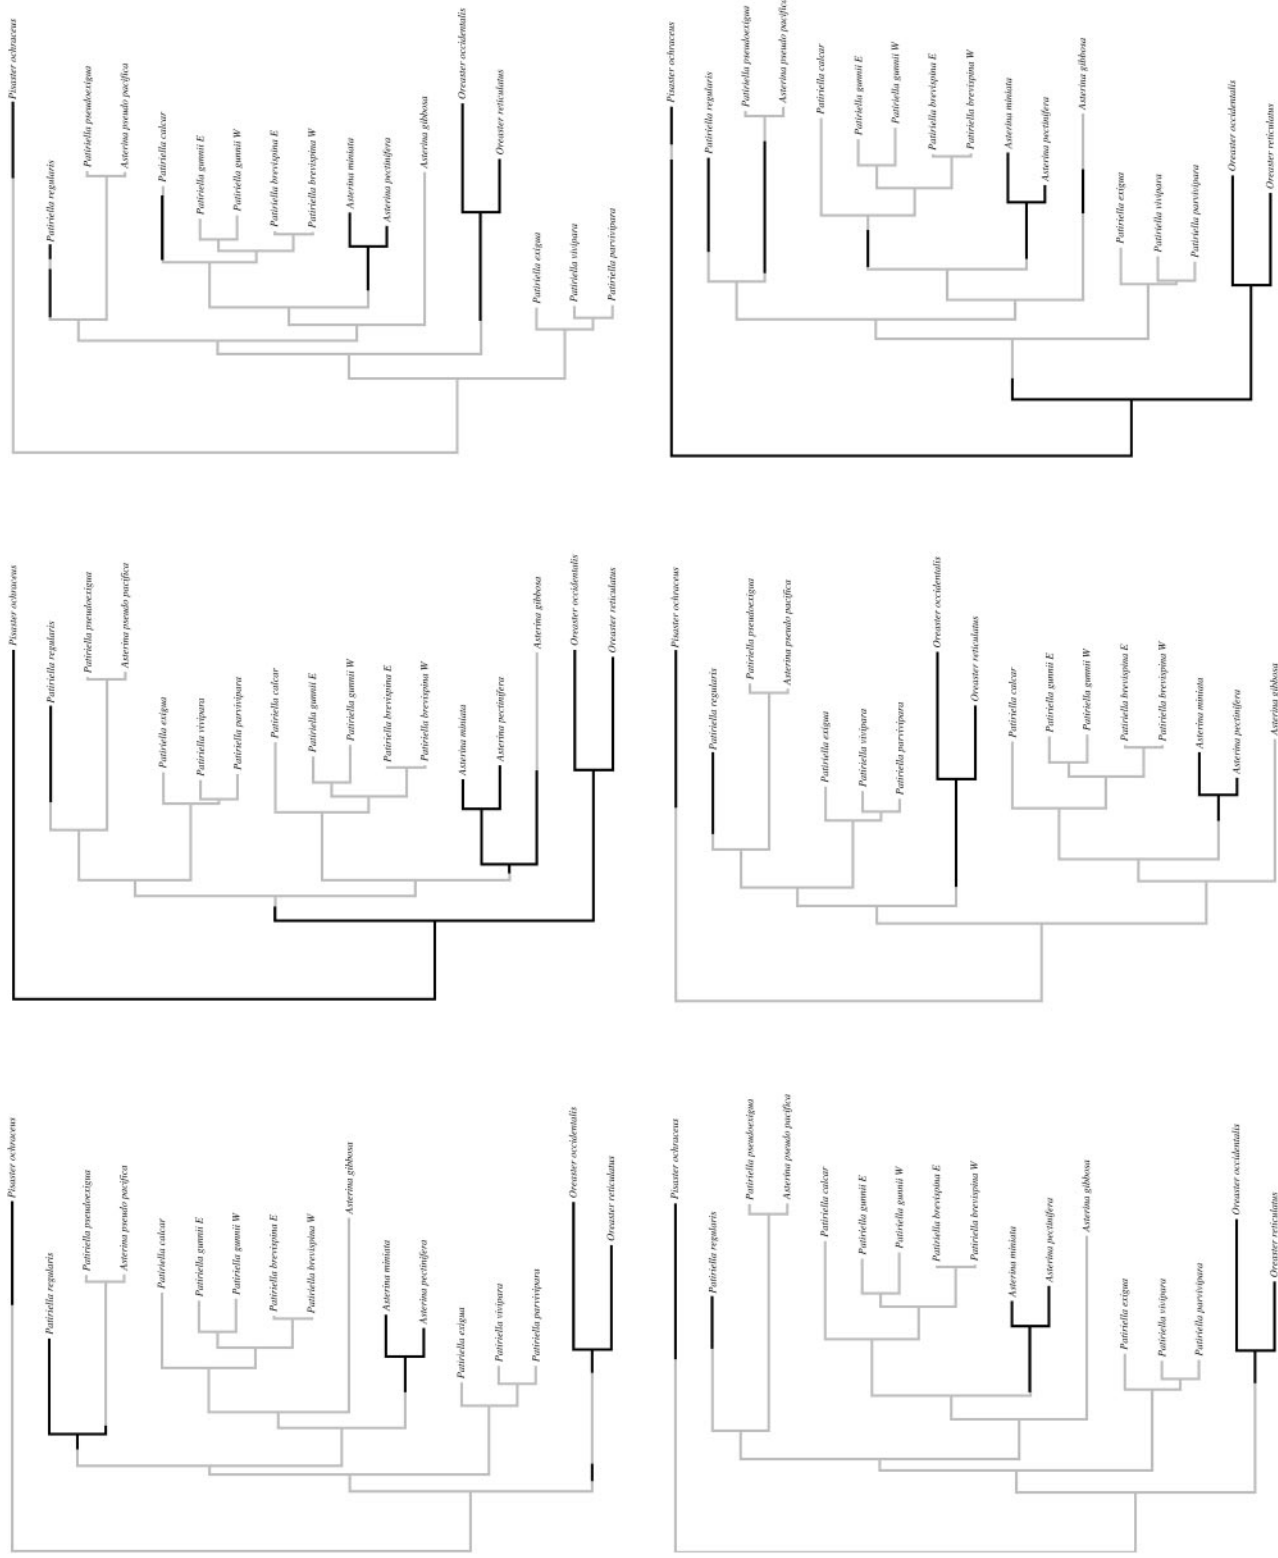 Pisaster ochraceus
Patiriella regularis
Patiriella pseudoexigua
Asterina pseudo pacifica
Patiriella calcar
Patiriella gunnii E
Patiriella gunnii W
Patiriella brevispina E
Patiriella brevispina W
Asterina miniata
Asterina pectinifera
Asterina gibbosa
Oreaster occidentalis
Oreaster reticulatus
Patiriella exigua
Patiriella vivipara
Patiriella parvivipara
Pisaster ochraceus
Patiriella regularis
Patiriella pseudoexigua
Asterina pseudo pacifica
Patiriella calcar
Patiriella gunnii E
Patiriella gunnii W
Patiriella brevispina E
Patiriella brevispina W
Asterina miniata
Asterina pectinifera
Asterina gibbosa
Patiriella exigua
Patiriella vivipara
Patiriella parvivipara
Oreaster occidentalis
Oreaster reticulatus
Pisaster ochraceus
Patiriella regularis
Patiriella pseudoexigua
Asterina pseudo pacifica
Patiriella exigua
Patiriella vivipara
Patiriella parvivipara
Patiriella calcar
Patiriella gunnii E
Patiriella gunnii W
Patiriella brevispina E
Patiriella brevispina W
Asterina miniata
Asterina pectinifera
Asterina gibbosa
Oreaster occidentalis
Oreaster reticulatus
Pisaster ochraceus
Patiriella regularis
Patiriella pseudoexigua
Asterina pseudo pacifica
Patiriella exigua
Patiriella vivipara
Patiriella parvivipara
Oreaster occidentalis
Oreaster reticulatus
Patiriella calcar
Patiriella gunnii E
Patiriella gunnii W
Patiriella brevispina E
Patiriella brevispina W
Asterina miniata
Asterina pectinifera
Asterina gibbosa
Pisaster ochraceus
Patiriella regularis
Patiriella pseudoexigua
Asterina pseudo pacifica
Patiriella calcar
Patiriella gunnii E
Patiriella gunnii W
Patiriella brevispina E
Patiriella brevispina W
Asterina gibbosa
Asterina miniata
Asterina pectinifera
Patiriella exigua
Patiriella vivipara
Patiriella parvivipara
Oreaster occidentalis
Oreaster reticulatus
Pisaster ochraceus
Patiriella regularis
Patiriella pseudoexigua
Asterina pseudo pacifica
Patiriella calcar
Patiriella gunnii E
Patiriella gunnii W
Patiriella brevispina E
Patiriella brevispina W
Asterina miniata
Asterina pectinifera
Asterina gibbosa
Patiriella exigua
Patiriella vivipara
Patiriella parvivipara
Oreaster occidentalis
Oreaster reticulatus